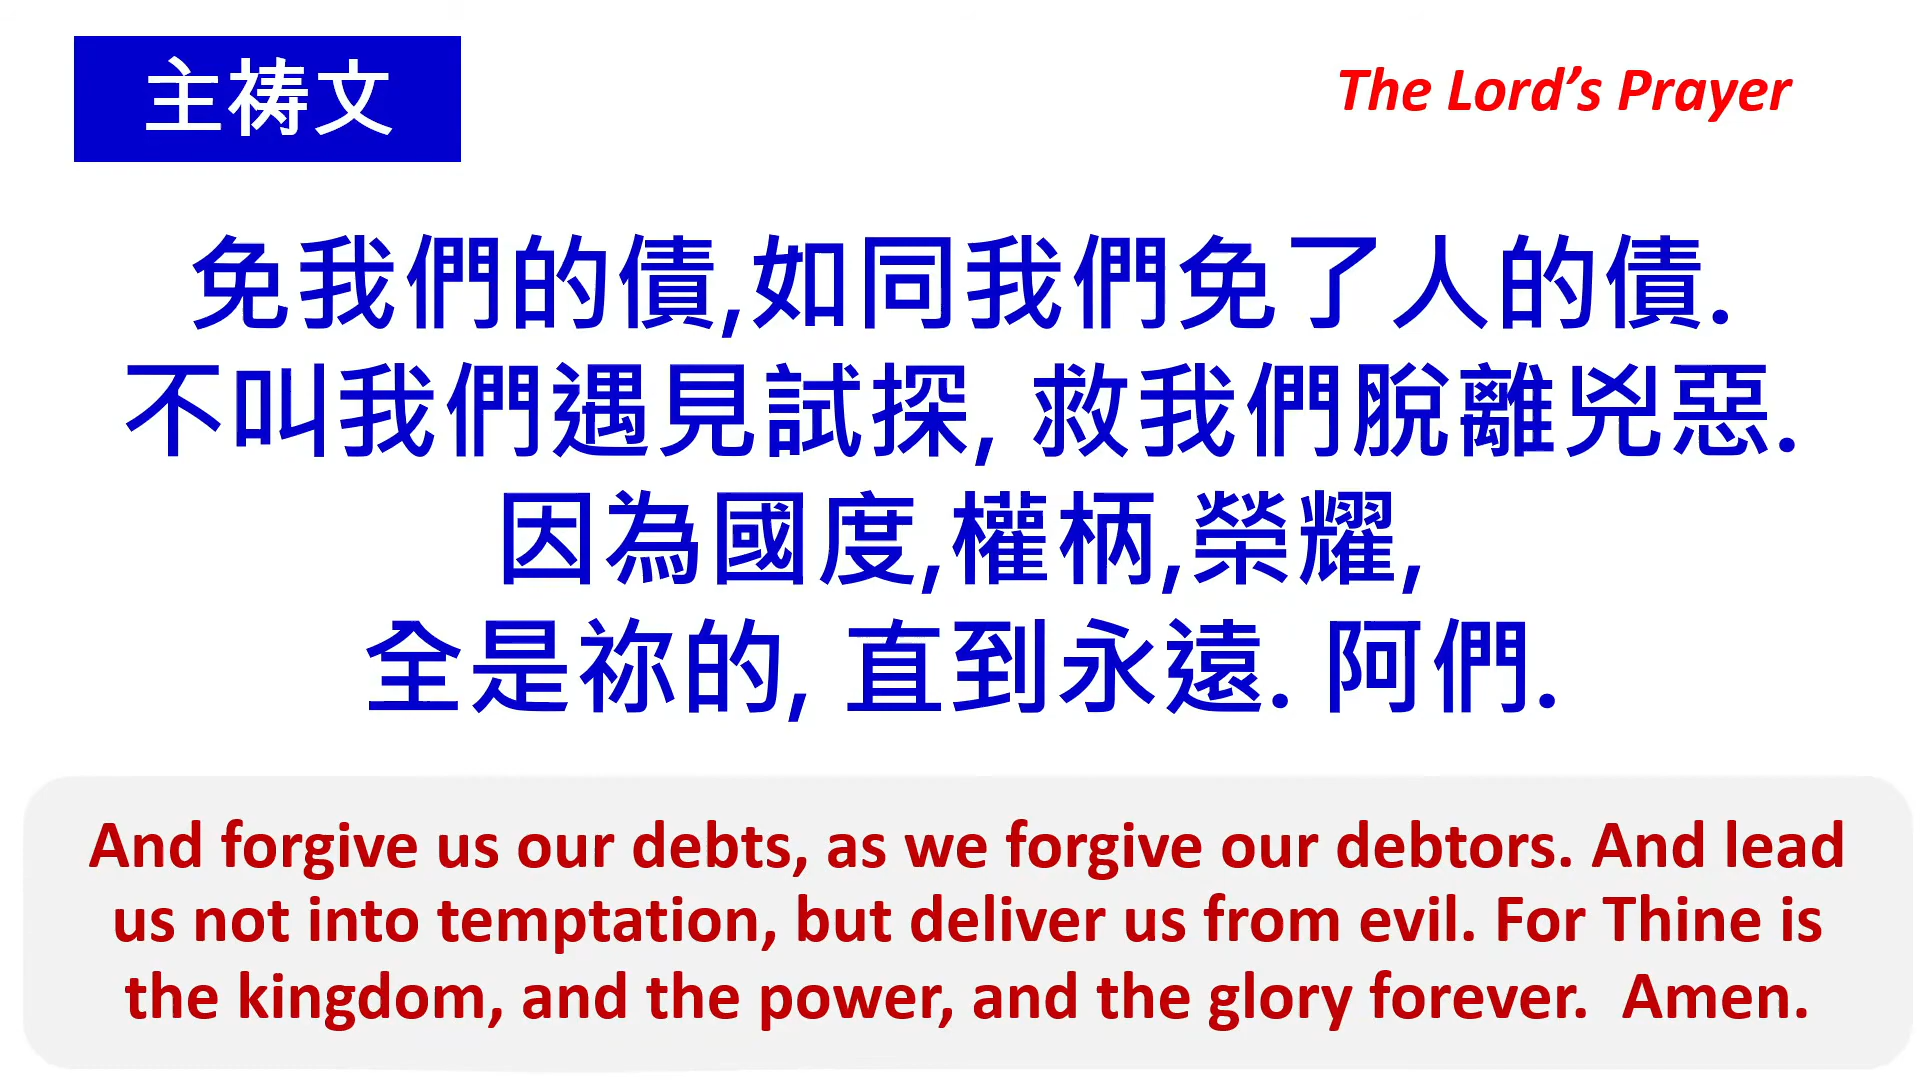 主祷文
The Lord’s Prayer
免我們的債,如同我們免了人的債.
不叫我們遇見試探, 救我們脫離兇惡.
因為國度,權柄,榮耀,
全是祢的, 直到永遠. 阿們.
And forgive us our debts, as we forgive our debtors. And lead
us not into temptation, but deliver us from evil. For Thine is
the kingdom, and the power, and the glory forever.  Amen.